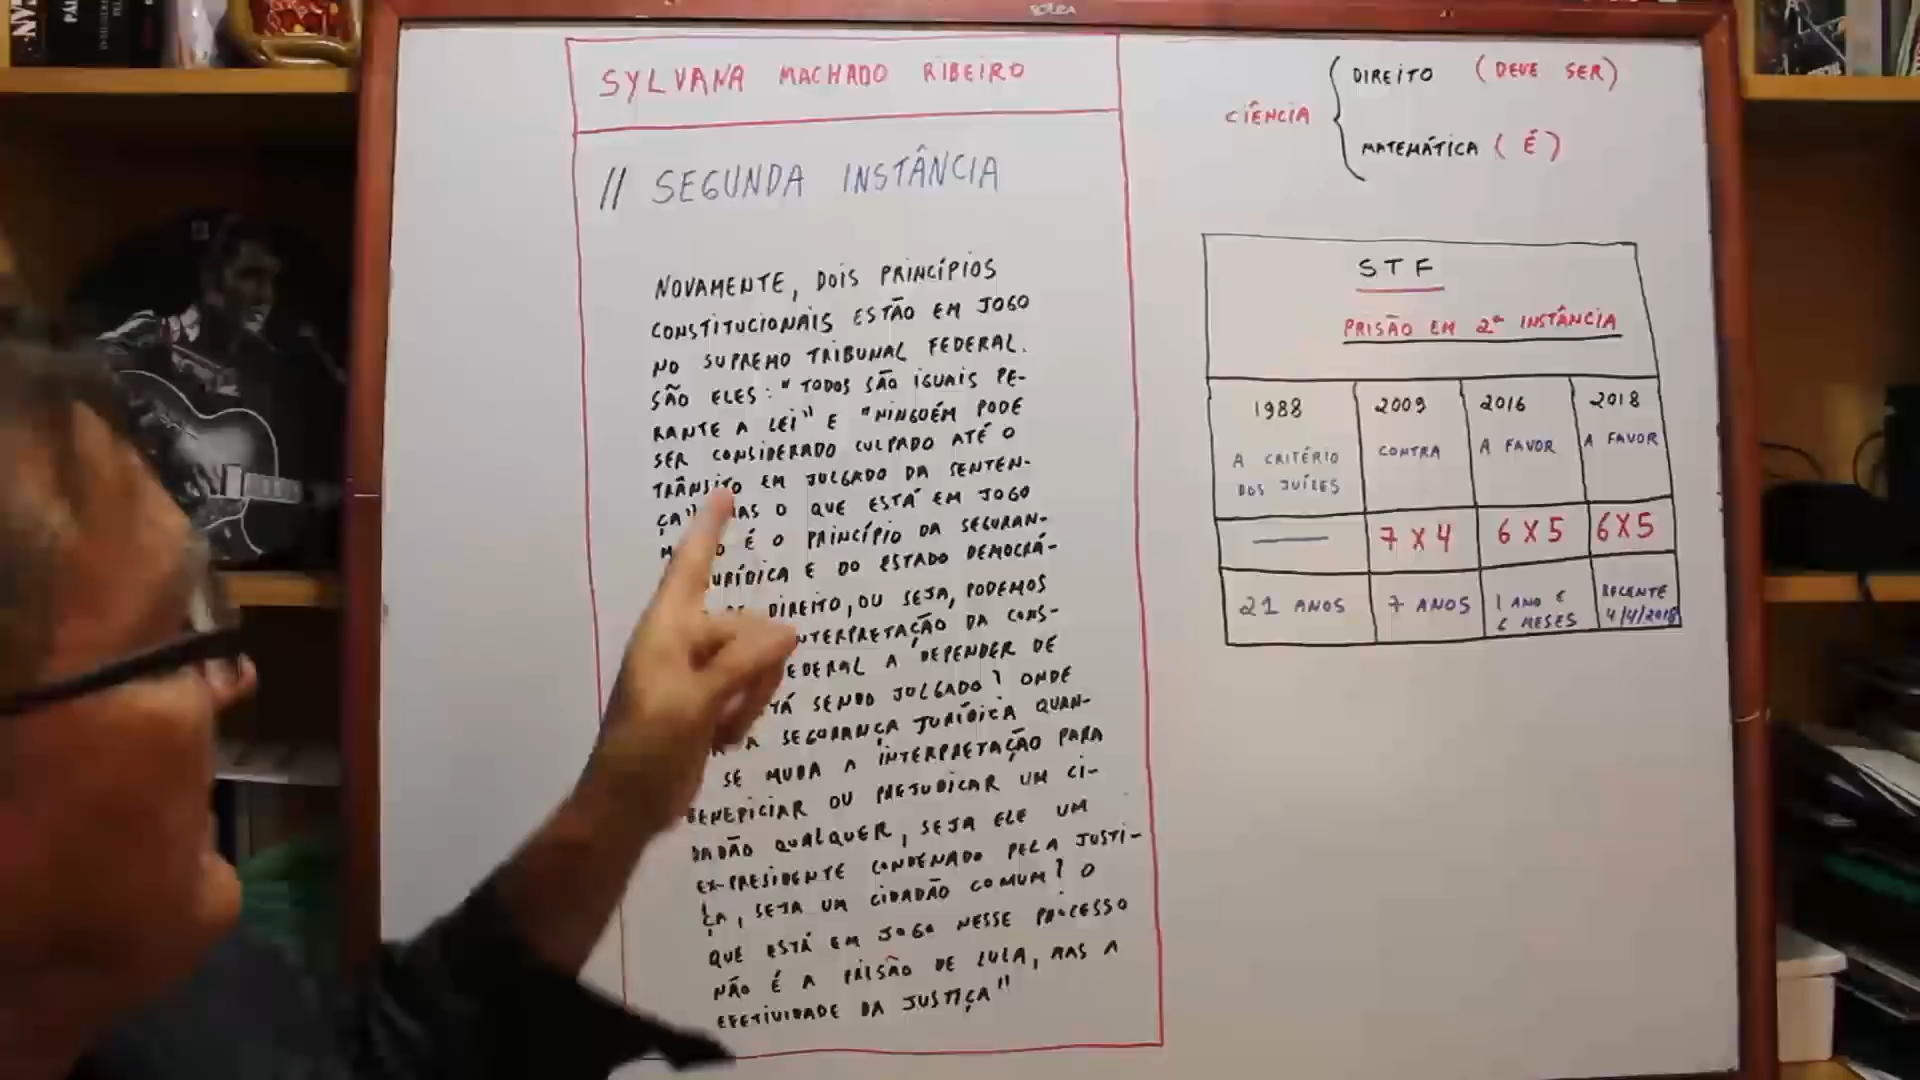 SYLVANA MACHADO RIBEIRO
// SEGUNDA INSTÂNCIA
NOVAMENTE, DOIS PRINCÍPIOS
CONSTITUCIONAIS ESTÃO EM JOGO
NO SUPREMO TRIBUNAL FEDERAL.
SÃO ELES: "TODOS SÃO IGUAIS PE-
RANTE A LEI" E "NINGUÉM PODE
SER CONSIDERADO CULPADO ATÉ O
TRÂNSITO EM JULGADO DA SENTEN-
ÇA" O QUE ESTÁ EM JOGO
É O PRINCÍPIO DA SEGURAN-
JURÍDICA E DO ESTADO DEMOCRÁ-
DIREITO, OU SEJA, PODEMOS
INTERPRETAÇÃO DA CONS-
FEDERAL A DEPENDER DE
SENDO JULGADO? ONDE
A SEGURANÇA JURÍDICA QUAN-
SE MUDA A INTERPRETAÇÃO PARA
BENEFICIAR OU PREJUDICAR UM CI-
DADÃO QUALQUER, SEJA ELE UM
EX-PRESIDENTE CONDENADO PELA JUSTI-
ÇA, SEJA UM CIDADÃO COMUM? O
QUE ESTÁ EM JOGO NESSE PROCESSO
NÃO É A PRISÃO DE LULA, MAS A
EFETIVIDADE DA JUSTIÇA"
CIÊNCIA
DIREITO (DEVE SER)
MATEMÁTICA (É)
STF
PRISÃO EM 2ª INSTÂNCIA
1988 2009 2016 2018
A CRITÉRIO DOS JUÍZES CONTRA A FAVOR A FAVOR
7 X 4 6 X 5 6 X 5
21 ANOS 7 ANOS 1 ANO E 6 MESES RECENTE 4/4/2018